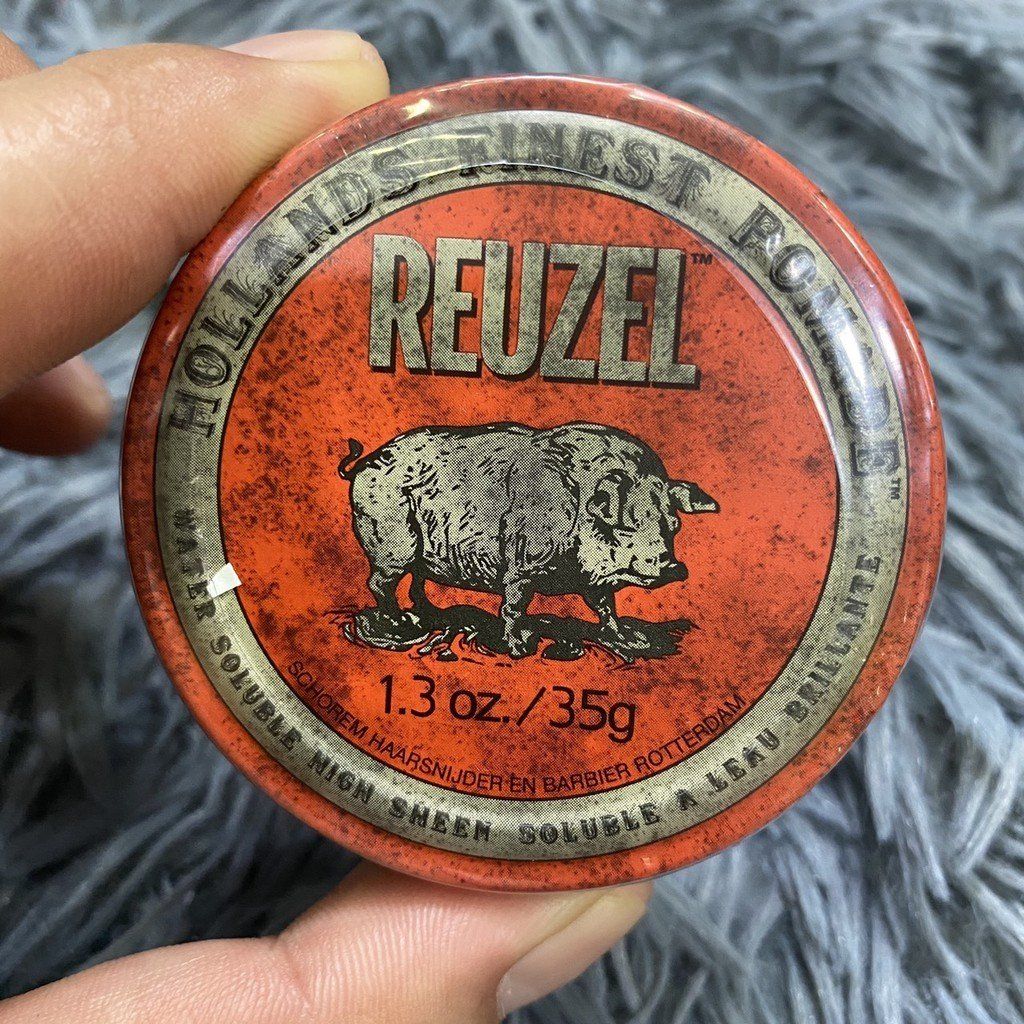 HOLLANDS FINEST POMADE™
REUZEL™
1.3 oz./35g
SCHOREM HAARSNIJDER EN BARBIER ROTTERDAM
WATER SOLUBLE HIGH SHEEN SOLUBLE A LEAU BRILLANTE